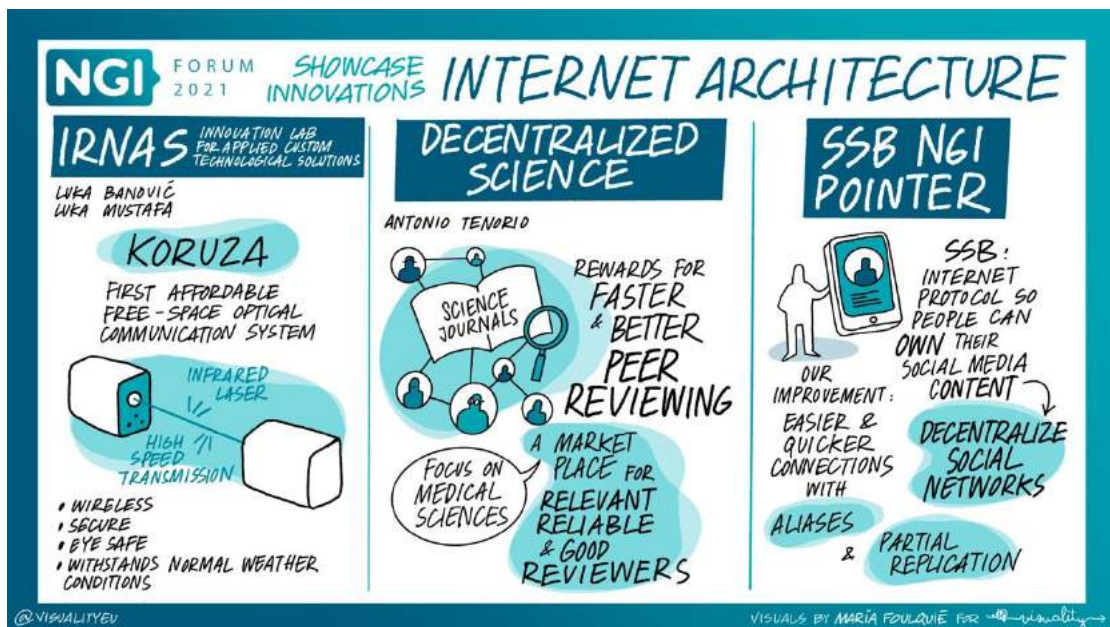 NGI
FORUM
2021
SHOWCASE
INNOVATIONS
INTERNET ARCHITECTURE
IRNAS
INNOVATION LAB
FOR APPLIED CUSTOM
TECHNOLOGICAL SOLUTIONS
LUKA BANOVIĆ
LUKA MUSTAFA
KORUZA
FIRST AFFORDABLE
FREE-SPACE OPTICAL
COMMUNICATION SYSTEM
INFRARED
LASER
HIGH
SPEED
TRANSMISSION
• WIRELESS
• SECURE
• EYE SAFE
• WITHSTANDS NORMAL WEATHER
CONDITIONS
DECENTRALIZED
SCIENCE
ANTONIO TENORIO
SCIENCE
JOURNALS
REWARDS FOR
FASTER
& BETTER
PEER
REVIEWING
FOCUS ON
MEDICAL
SCIENCES
A MARKET
PLACE FOR
RELEVANT
RELIABLE
& GOOD
REVIEWERS
SSB NGI
POINTER
SSB:
INTERNET
PROTOCOL SO
PEOPLE CAN
OWN THEIR
SOCIAL MEDIA
CONTENT
DECENTRALIZE
SOCIAL
NETWORKS
OUR
IMPROVEMENT:
EASIER &
QUICKER
CONNECTIONS
WITH
ALIASES
&
PARTIAL
REPLICATION
@VISUALITYEU
VISUALS BY MARÍA FOULQUIÉ FOR visuality